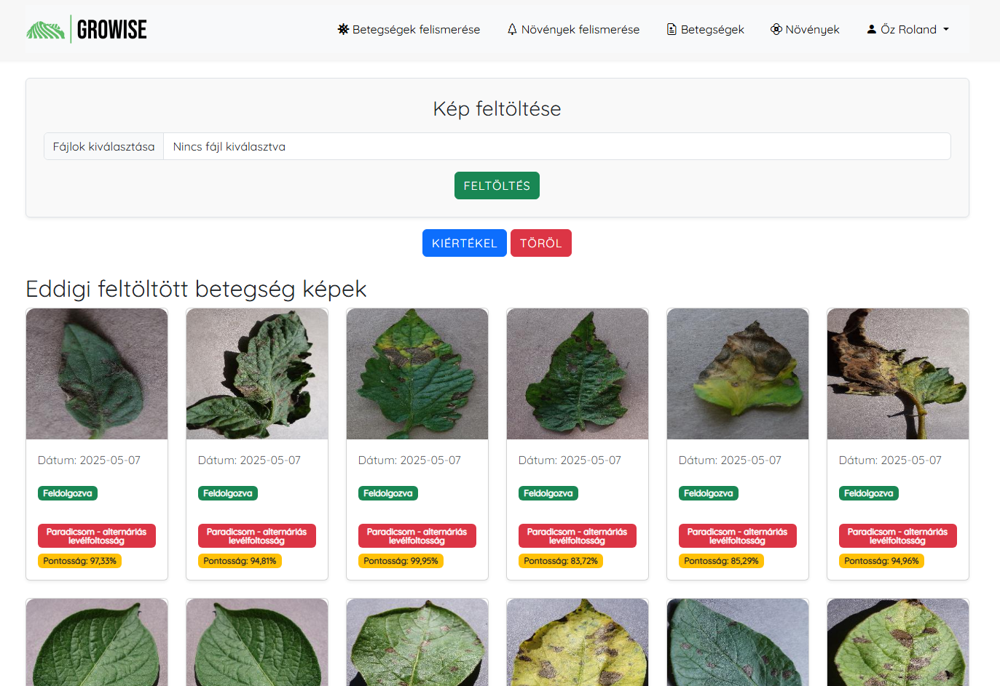 GROWISE
Betegségek felismerése
Növények felismerése
Betegségek
Növények
Őz Roland
Kép feltöltése
Fájlok kiválasztása
Nincs fájl kiválasztva
FELTÖLTÉS
KIÉRTÉKEL
TÖRÖL
Eddigi feltöltött betegség képek
Dátum: 2025-05-07
Feldolgozva
Paradicsom - alternáriás
levélfoltosság
Pontosság: 97,33%
Dátum: 2025-05-07
Feldolgozva
Paradicsom - alternáriás
levélfoltosság
Pontosság: 94,81%
Dátum: 2025-05-07
Feldolgozva
Paradicsom - alternáriás
levélfoltosság
Pontosság: 99,95%
Dátum: 2025-05-07
Feldolgozva
Paradicsom - alternáriás
levélfoltosság
Pontosság: 83,72%
Dátum: 2025-05-07
Feldolgozva
Paradicsom - alternáriás
levélfoltosság
Pontosság: 85,29%
Dátum: 2025-05-07
Feldolgozva
Paradicsom - alternáriás
levélfoltosság
Pontosság: 94,96%